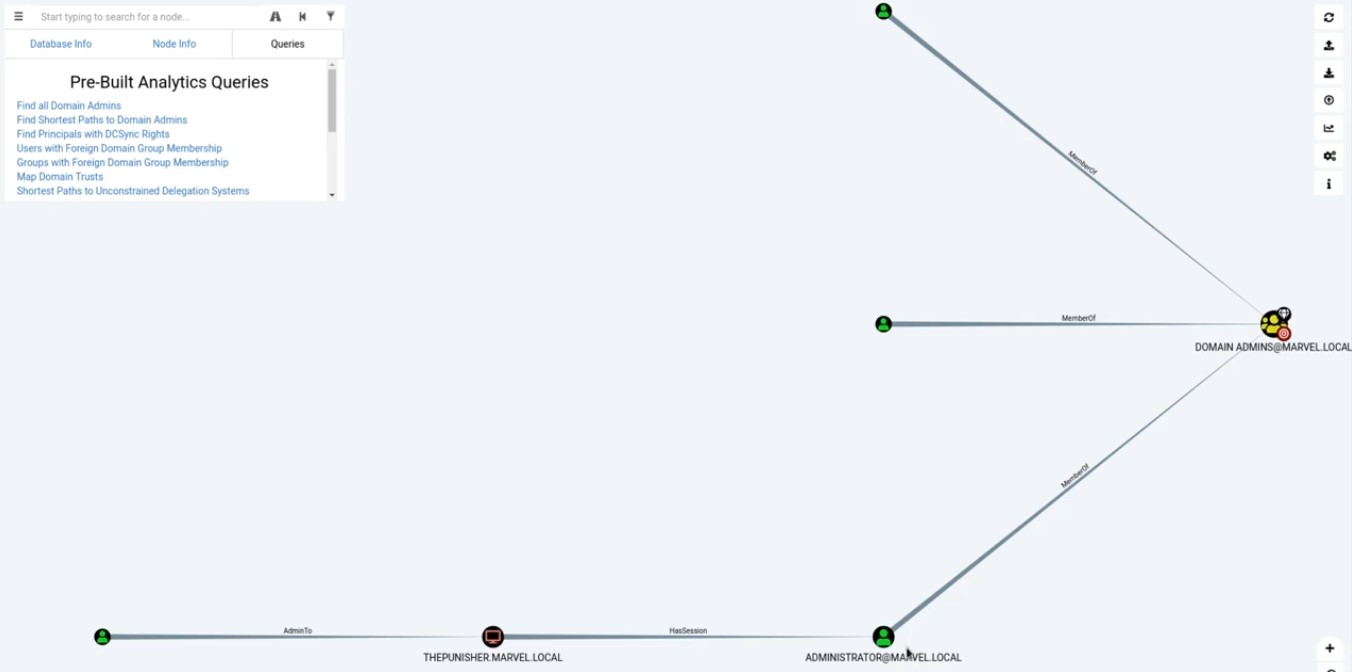 Start typing to search for a node...
Database Info Node Info Queries
Pre-Built Analytics Queries
Find all Domain Admins
Find Shortest Paths to Domain Admins
Find Principals with DCSync Rights
Users with Foreign Domain Group Membership
Groups with Foreign Domain Group Membership
Map Domain Trusts
Shortest Paths to Unconstrained Delegation Systems
MemberOf
MemberOf
DOMAIN ADMINS@MARVEL.LOCAL
MemberOf
AdminTo
HasSession
THEPUNISHER.MARVEL.LOCAL
ADMINISTRATOR@MARVEL.LOCAL